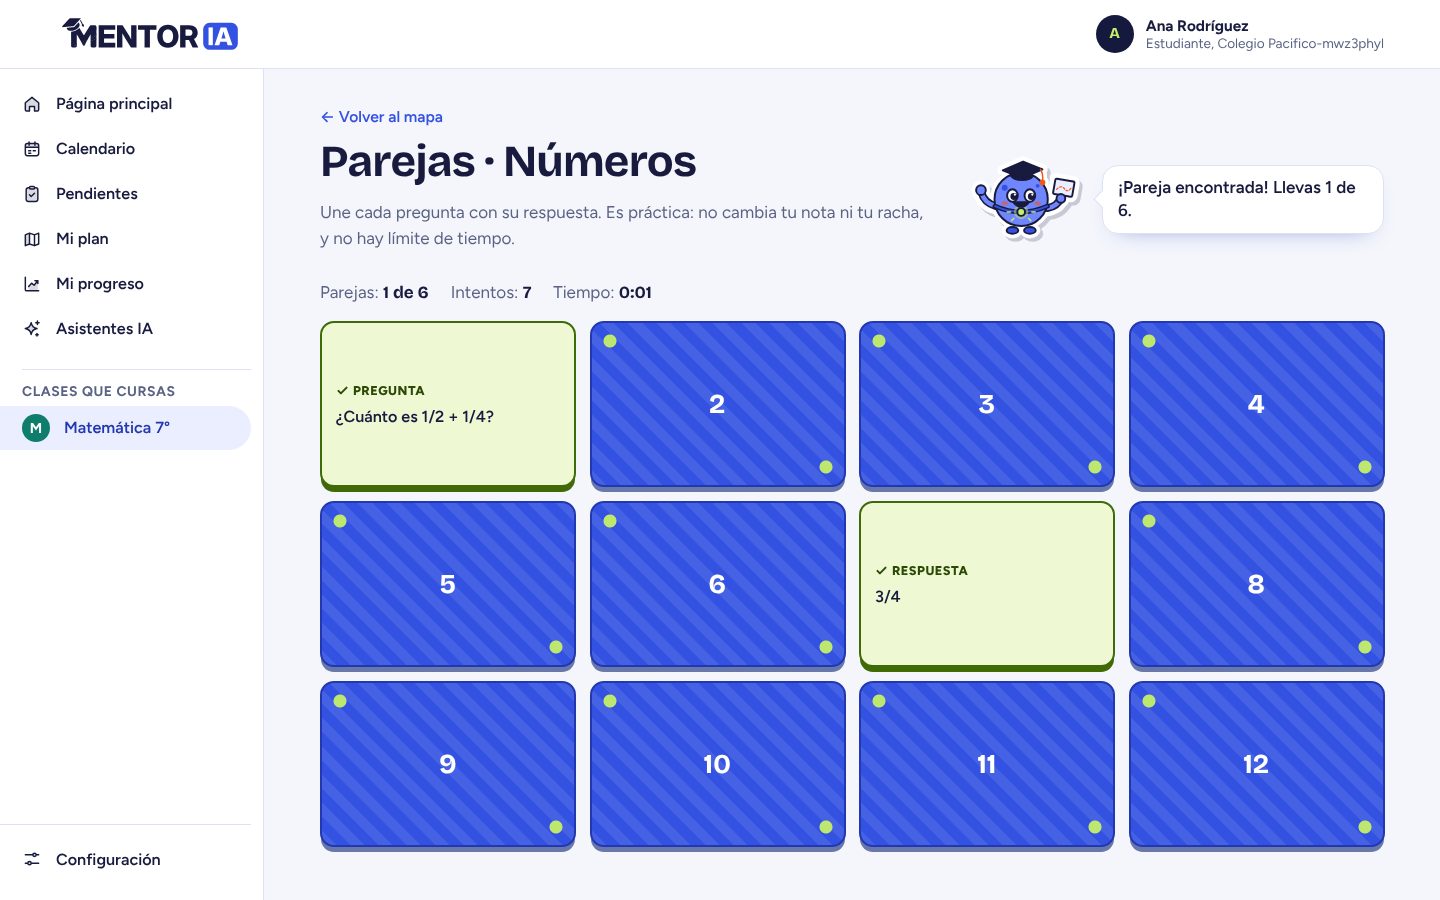 MENTOR IA
A
Ana Rodríguez
Estudiante, Colegio Pacifico-mwz3phyl
Página principal
Calendario
Pendientes
Mi plan
Mi progreso
Asistentes IA
CLASES QUE CURSAS
M Matemática 7°
Configuración
← Volver al mapa
Parejas · Números
Une cada pregunta con su respuesta. Es práctica: no cambia tu nota ni tu racha,
y no hay límite de tiempo.
¡Pareja encontrada! Llevas 1 de
6.
Parejas: 1 de 6 Intentos: 7 Tiempo: 0:01
✓ PREGUNTA
¿Cuánto es 1/2 + 1/4?
2
3
4
5
6
✓ RESPUESTA
3/4
8
9
10
11
12